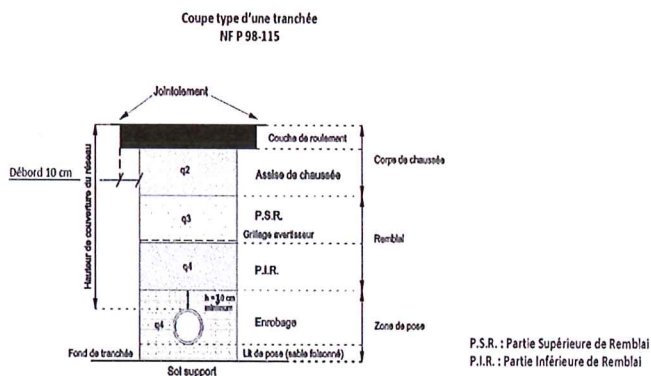 Coupe type d'une tranchée
NF P 98-115
Jointoiement
Couche de roulement
Corps de chaussée
Débord 10 cm
q2
Assise de chaussée
Hauteur de couverture du réseau
q3
P.S.R.
Grillage avertisseur
Remblai
q4
P.I.R.
h = 10 cm
minimum
q4
Enrobage
Zone de pose
Fond de tranchée
Lit de pose (sable foisonné)
Sol support
P.S.R. : Partie Supérieure de Remblai
P.I.R. : Partie Inférieure de Remblai